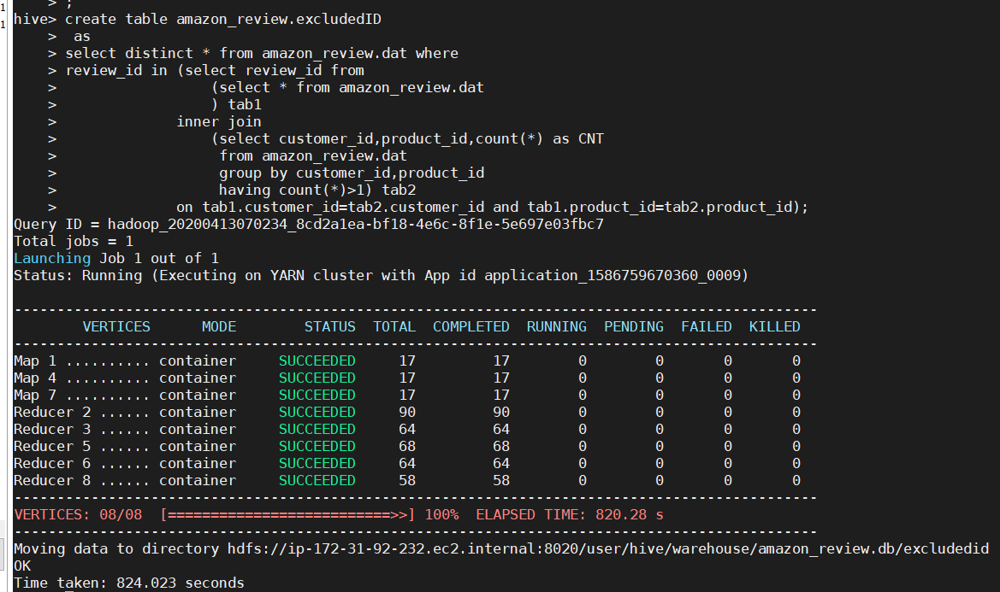 1
> ;
hive> create table amazon_review.excludedID
1
>  as
> select distinct * from amazon_review.dat where
> review_id in (select review_id from
>                  (select * from amazon_review.dat
>                  ) tab1
>              inner join
>                  (select customer_id,product_id,count(*) as CNT
>                   from amazon_review.dat
>                   group by customer_id,product_id
>                   having count(*)>1) tab2
>              on tab1.customer_id=tab2.customer_id and tab1.product_id=tab2.product_id);
Query ID = hadoop_20200413070234_8cd2a1ea-bf18-4e6c-8f1e-5e697e03fbc7
Total jobs = 1
Launching Job 1 out of 1
Status: Running (Executing on YARN cluster with App id application_1586759670360_0009)
----------------------------------------------------------------------------------------------
        VERTICES      MODE        STATUS  TOTAL  COMPLETED  RUNNING  PENDING  FAILED  KILLED
----------------------------------------------------------------------------------------------
Map 1 .......... container     SUCCEEDED     17         17        0        0       0       0
Map 4 .......... container     SUCCEEDED     17         17        0        0       0       0
Map 7 .......... container     SUCCEEDED     17         17        0        0       0       0
Reducer 2 ...... container     SUCCEEDED     90         90        0        0       0       0
Reducer 3 ...... container     SUCCEEDED     64         64        0        0       0       0
Reducer 5 ...... container     SUCCEEDED     68         68        0        0       0       0
Reducer 6 ...... container     SUCCEEDED     64         64        0        0       0       0
Reducer 8 ...... container     SUCCEEDED     58         58        0        0       0       0
----------------------------------------------------------------------------------------------
VERTICES: 08/08  [==========================>>] 100%  ELAPSED TIME: 820.28 s
----------------------------------------------------------------------------------------------
Moving data to directory hdfs://ip-172-31-92-232.ec2.internal:8020/user/hive/warehouse/amazon_review.db/excludedid
OK
Time taken: 824.023 seconds